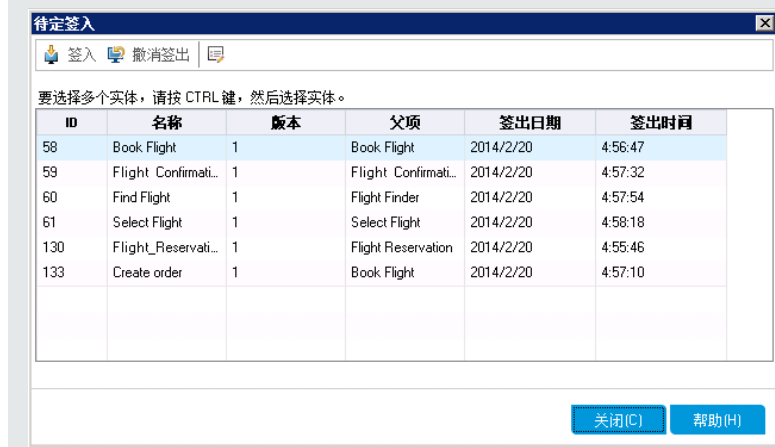 待定签入
签入 撤消签出
要选择多个实体，请按 CTRL 键，然后选择实体。
ID 名称 版本 父项 签出日期 签出时间
58 Book Flight 1 Book Flight 2014/2/20 4:56:47
59 Flight Confirmati... 1 Flight Confirmati... 2014/2/20 4:57:32
60 Find Flight 1 Flight Finder 2014/2/20 4:57:54
61 Select Flight 1 Select Flight 2014/2/20 4:58:18
130 Flight_Reservati... 1 Flight Reservation 2014/2/20 4:55:46
133 Create order 1 Book Flight 2014/2/20 4:57:10
关闭(C) 帮助(H)